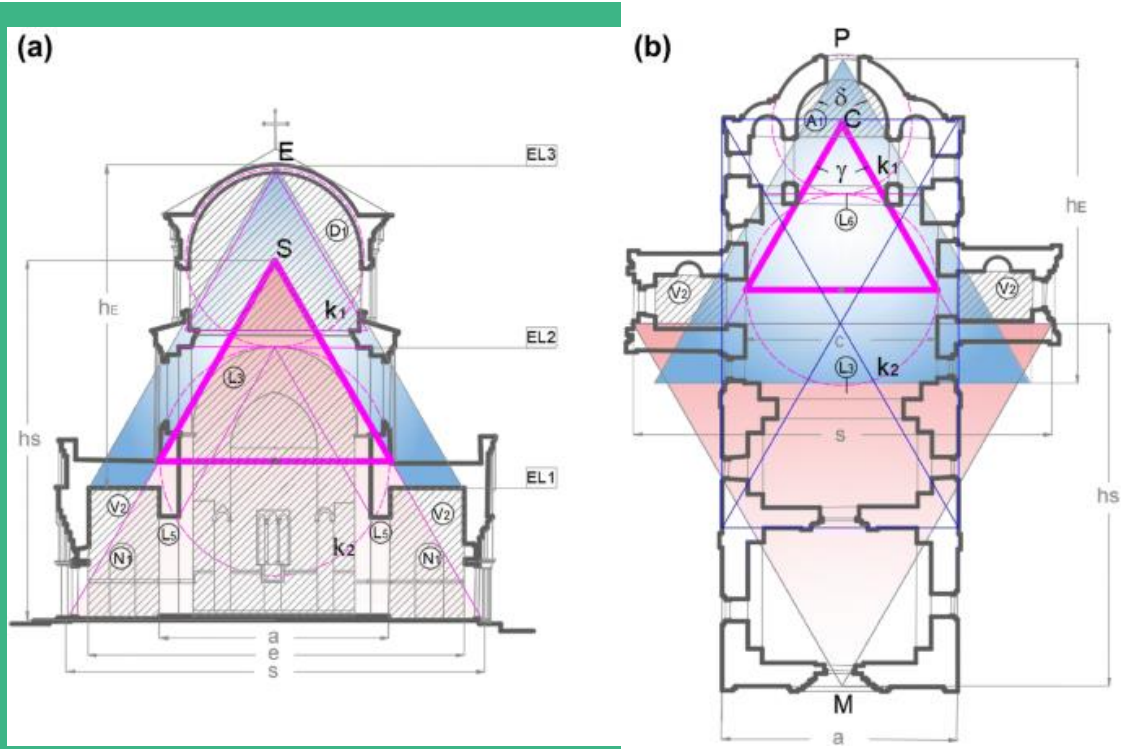 (a)
E
EL3
D1
S
k1
hE
EL2
L3
hS
EL1
V2
V2
L5
L5
k2
N1
N1
a
e
s
(b)
P
δ
A1
C
γ
k1
L6
hE
V2
V2
c
L3
k2
s
hS
M
a